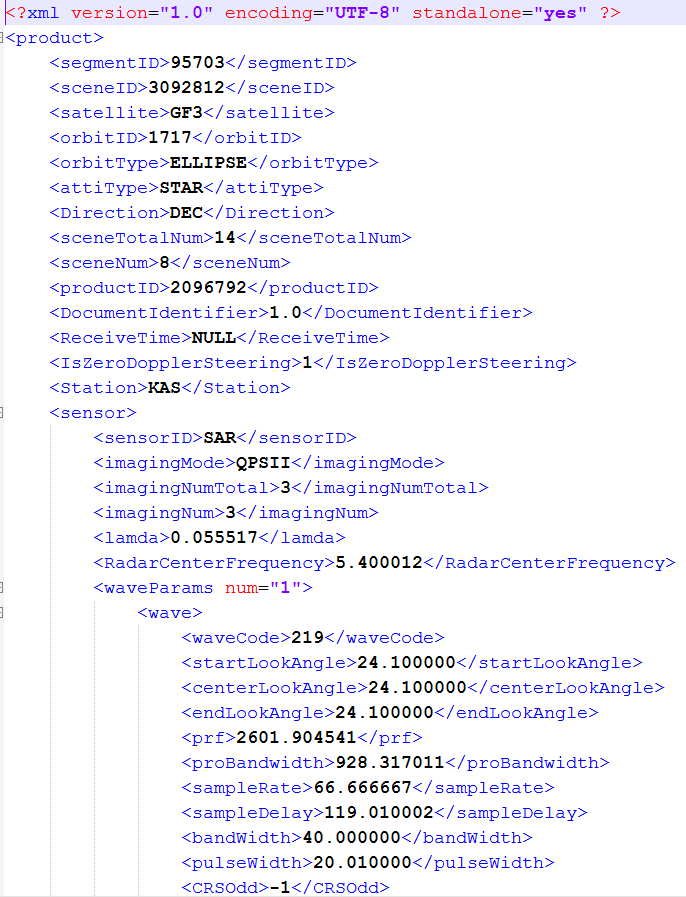 <?xml version="1.0" encoding="UTF-8" standalone="yes" ?>
<product>
<segmentID>95703</segmentID>
<sceneID>3092812</sceneID>
<satellite>GF3</satellite>
<orbitID>1717</orbitID>
<orbitType>ELLIPSE</orbitType>
<attiType>STAR</attiType>
<Direction>DEC</Direction>
<sceneTotalNum>14</sceneTotalNum>
<sceneNum>8</sceneNum>
<productID>2096792</productID>
<DocumentIdentifier>1.0</DocumentIdentifier>
<ReceiveTime>NULL</ReceiveTime>
<IsZeroDopplerSteering>1</IsZeroDopplerSteering>
<Station>KAS</Station>
<sensor>
<sensorID>SAR</sensorID>
<imagingMode>QPSII</imagingMode>
<imagingNumTotal>3</imagingNumTotal>
<imagingNum>3</imagingNum>
<lamda>0.055517</lamda>
<RadarCenterFrequency>5.400012</RadarCenterFrequency>
<waveParams num="1">
<wave>
<waveCode>219</waveCode>
<startLookAngle>24.100000</startLookAngle>
<centerLookAngle>24.100000</centerLookAngle>
<endLookAngle>24.100000</endLookAngle>
<prf>2601.904541</prf>
<proBandwidth>928.317011</proBandwidth>
<sampleRate>66.666667</sampleRate>
<sampleDelay>119.010002</sampleDelay>
<bandWidth>40.000000</bandWidth>
<pulseWidth>20.010000</pulseWidth>
<CRSOdd>-1</CRSOdd>